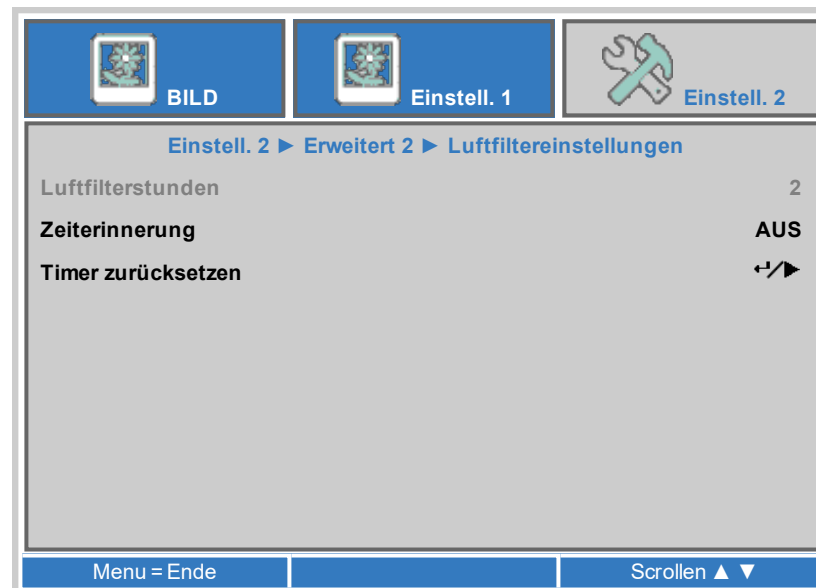 BILD Einstell. 1 Einstell. 2
Einstell. 2 ► Erweitert 2 ► Luftfiltereinstellungen
Luftfilterstunden 2
Zeiterinnerung AUS
Timer zurücksetzen ↵/►
Menu = Ende Scrollen ▲ ▼